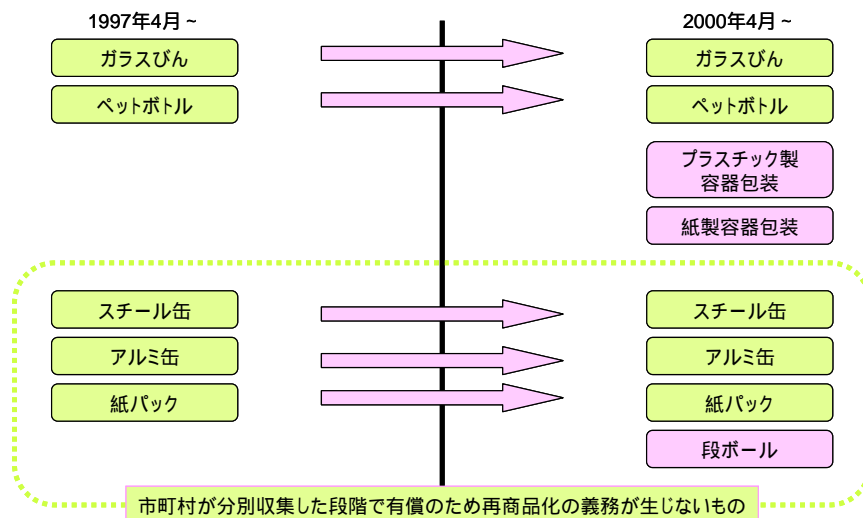 1997年4月~
2000年4月~
ガラスびん
ガラスびん
ペットボトル
ペットボトル
プラスチック製
容器包装
紙製容器包装
スチール缶
スチール缶
アルミ缶
アルミ缶
紙パック
紙パック
段ボール
市町村が分別収集した段階で有償のため再商品化の義務が生じないもの